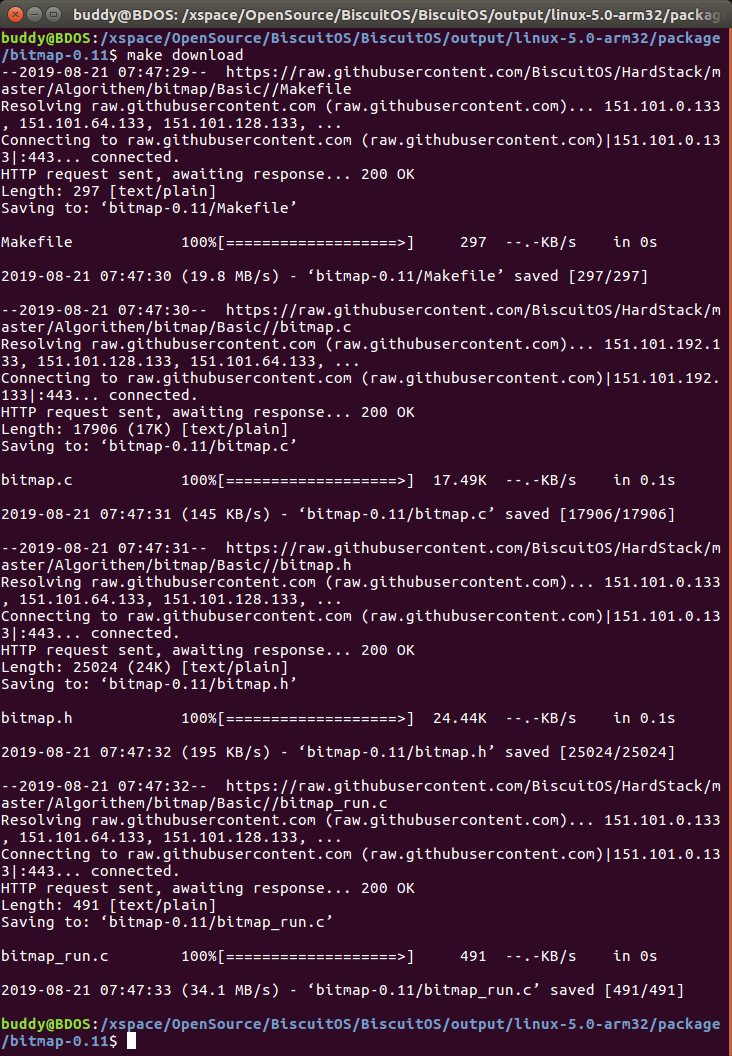 buddy@BDOS: /xspace/OpenSource/BiscuitOS/BiscuitOS/output/linux-5.0-arm32/package
buddy@BDOS:/xspace/OpenSource/BiscuitOS/BiscuitOS/output/linux-5.0-arm32/package
/bitmap-0.11$ make download
--2019-08-21 07:47:29--  https://raw.githubusercontent.com/BiscuitOS/HardStack/m
aster/Algorithem/bitmap/Basic//Makefile
Resolving raw.githubusercontent.com (raw.githubusercontent.com)... 151.101.0.133
, 151.101.64.133, 151.101.128.133, ...
Connecting to raw.githubusercontent.com (raw.githubusercontent.com)|151.101.0.13
3|:443... connected.
HTTP request sent, awaiting response... 200 OK
Length: 297 [text/plain]
Saving to: ‘bitmap-0.11/Makefile’
Makefile            100%[===================>]     297  --.-KB/s    in 0s
2019-08-21 07:47:30 (19.8 MB/s) - ‘bitmap-0.11/Makefile’ saved [297/297]
--2019-08-21 07:47:30--  https://raw.githubusercontent.com/BiscuitOS/HardStack/m
aster/Algorithem/bitmap/Basic//bitmap.c
Resolving raw.githubusercontent.com (raw.githubusercontent.com)... 151.101.192.1
33, 151.101.128.133, 151.101.64.133, ...
Connecting to raw.githubusercontent.com (raw.githubusercontent.com)|151.101.192.
133|:443... connected.
HTTP request sent, awaiting response... 200 OK
Length: 17906 (17K) [text/plain]
Saving to: ‘bitmap-0.11/bitmap.c’
bitmap.c            100%[===================>]  17.49K  --.-KB/s    in 0.1s
2019-08-21 07:47:31 (145 KB/s) - ‘bitmap-0.11/bitmap.c’ saved [17906/17906]
--2019-08-21 07:47:31--  https://raw.githubusercontent.com/BiscuitOS/HardStack/m
aster/Algorithem/bitmap/Basic//bitmap.h
Resolving raw.githubusercontent.com (raw.githubusercontent.com)... 151.101.0.133
, 151.101.64.133, 151.101.128.133, ...
Connecting to raw.githubusercontent.com (raw.githubusercontent.com)|151.101.0.13
3|:443... connected.
HTTP request sent, awaiting response... 200 OK
Length: 25024 (24K) [text/plain]
Saving to: ‘bitmap-0.11/bitmap.h’
bitmap.h            100%[===================>]  24.44K  --.-KB/s    in 0.1s
2019-08-21 07:47:32 (195 KB/s) - ‘bitmap-0.11/bitmap.h’ saved [25024/25024]
--2019-08-21 07:47:32--  https://raw.githubusercontent.com/BiscuitOS/HardStack/m
aster/Algorithem/bitmap/Basic//bitmap_run.c
Resolving raw.githubusercontent.com (raw.githubusercontent.com)... 151.101.0.133
, 151.101.64.133, 151.101.128.133, ...
Connecting to raw.githubusercontent.com (raw.githubusercontent.com)|151.101.0.13
3|:443... connected.
HTTP request sent, awaiting response... 200 OK
Length: 491 [text/plain]
Saving to: ‘bitmap-0.11/bitmap_run.c’
bitmap_run.c        100%[===================>]     491  --.-KB/s    in 0s
2019-08-21 07:47:33 (34.1 MB/s) - ‘bitmap-0.11/bitmap_run.c’ saved [491/491]
buddy@BDOS:/xspace/OpenSource/BiscuitOS/BiscuitOS/output/linux-5.0-arm32/package
/bitmap-0.11$